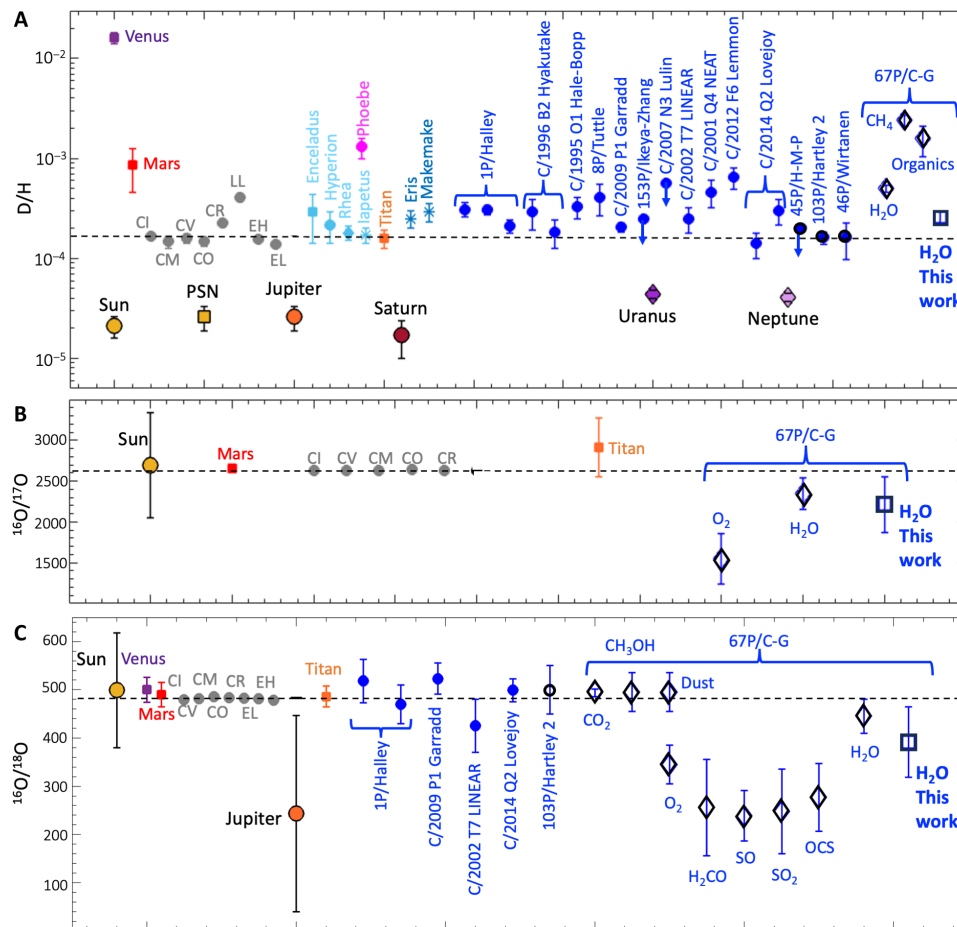 A
10⁻²
10⁻³
10⁻⁴
10⁻⁵
D/H
Venus
Mars
CI
CM
CV
CO
CR
LL
EH
EL
Sun
PSN
Jupiter
Saturn
Enceladus
Hyperion
Rhea
Iapetus
Phoebe
Titan
Eris
Makemake
1P/Halley
C/1996 B2 Hyakutake
C/1995 O1 Hale-Bopp
8P/Tuttle
C/2009 P1 Garradd
153P/Ikeya-Zhang
C/2007 N3 Lulin
C/2002 T7 LINEAR
C/2001 Q4 NEAT
C/2012 F6 Lemmon
C/2014 Q2 Lovejoy
45P/H-M-P
103P/Hartley 2
46P/Wirtanen
Uranus
Neptune
67P/C-G
CH₄
Organics
H₂O
H₂O
This
work
B
3000
2500
2000
1500
¹⁶O/¹⁷O
Sun
Mars
CI
CV
CM
CO
CR
Titan
67P/C-G
O₂
H₂O
H₂O
This
work
C
600
500
400
300
200
100
¹⁶O/¹⁸O
Sun
Venus
Mars
CI
CV
CM
CO
CR
EL
EH
Jupiter
Titan
1P/Halley
C/2009 P1 Garradd
C/2002 T7 LINEAR
C/2014 Q2 Lovejoy
103P/Hartley 2
CH₃OH
67P/C-G
CO₂
Dust
O₂
H₂CO
SO
SO₂
OCS
H₂O
H₂O
This
work